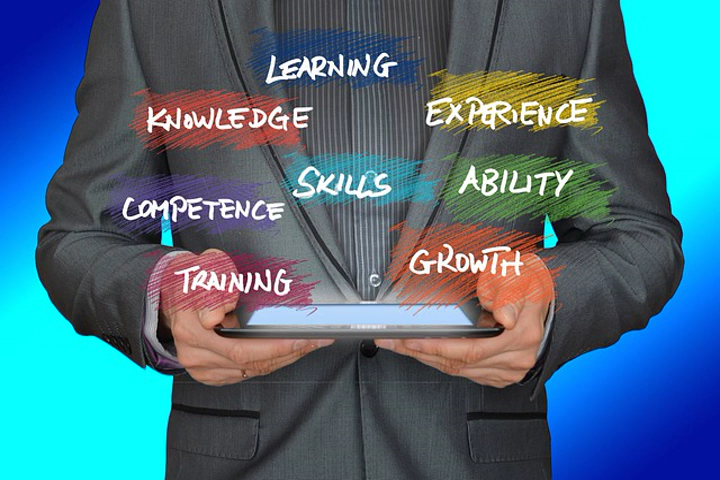 LEARNING
KNOWLEDGE
EXPERIENCE
SKILLS
ABILITY
COMPETENCE
GROWTH
TRAINING